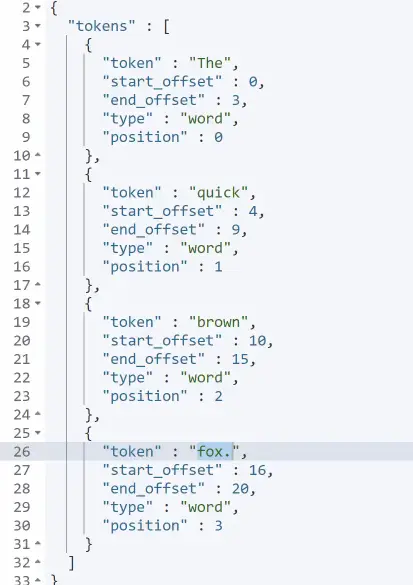 2 {
3 "tokens" : [
4 {
5 "token" : "The",
6 "start_offset" : 0,
7 "end_offset" : 3,
8 "type" : "word",
9 "position" : 0
10 },
11 {
12 "token" : "quick",
13 "start_offset" : 4,
14 "end_offset" : 9,
15 "type" : "word",
16 "position" : 1
17 },
18 {
19 "token" : "brown",
20 "start_offset" : 10,
21 "end_offset" : 15,
22 "type" : "word",
23 "position" : 2
24 },
25 {
26 "token" : "fox.",
27 "start_offset" : 16,
28 "end_offset" : 20,
29 "type" : "word",
30 "position" : 3
31 }
32 ]
33 }